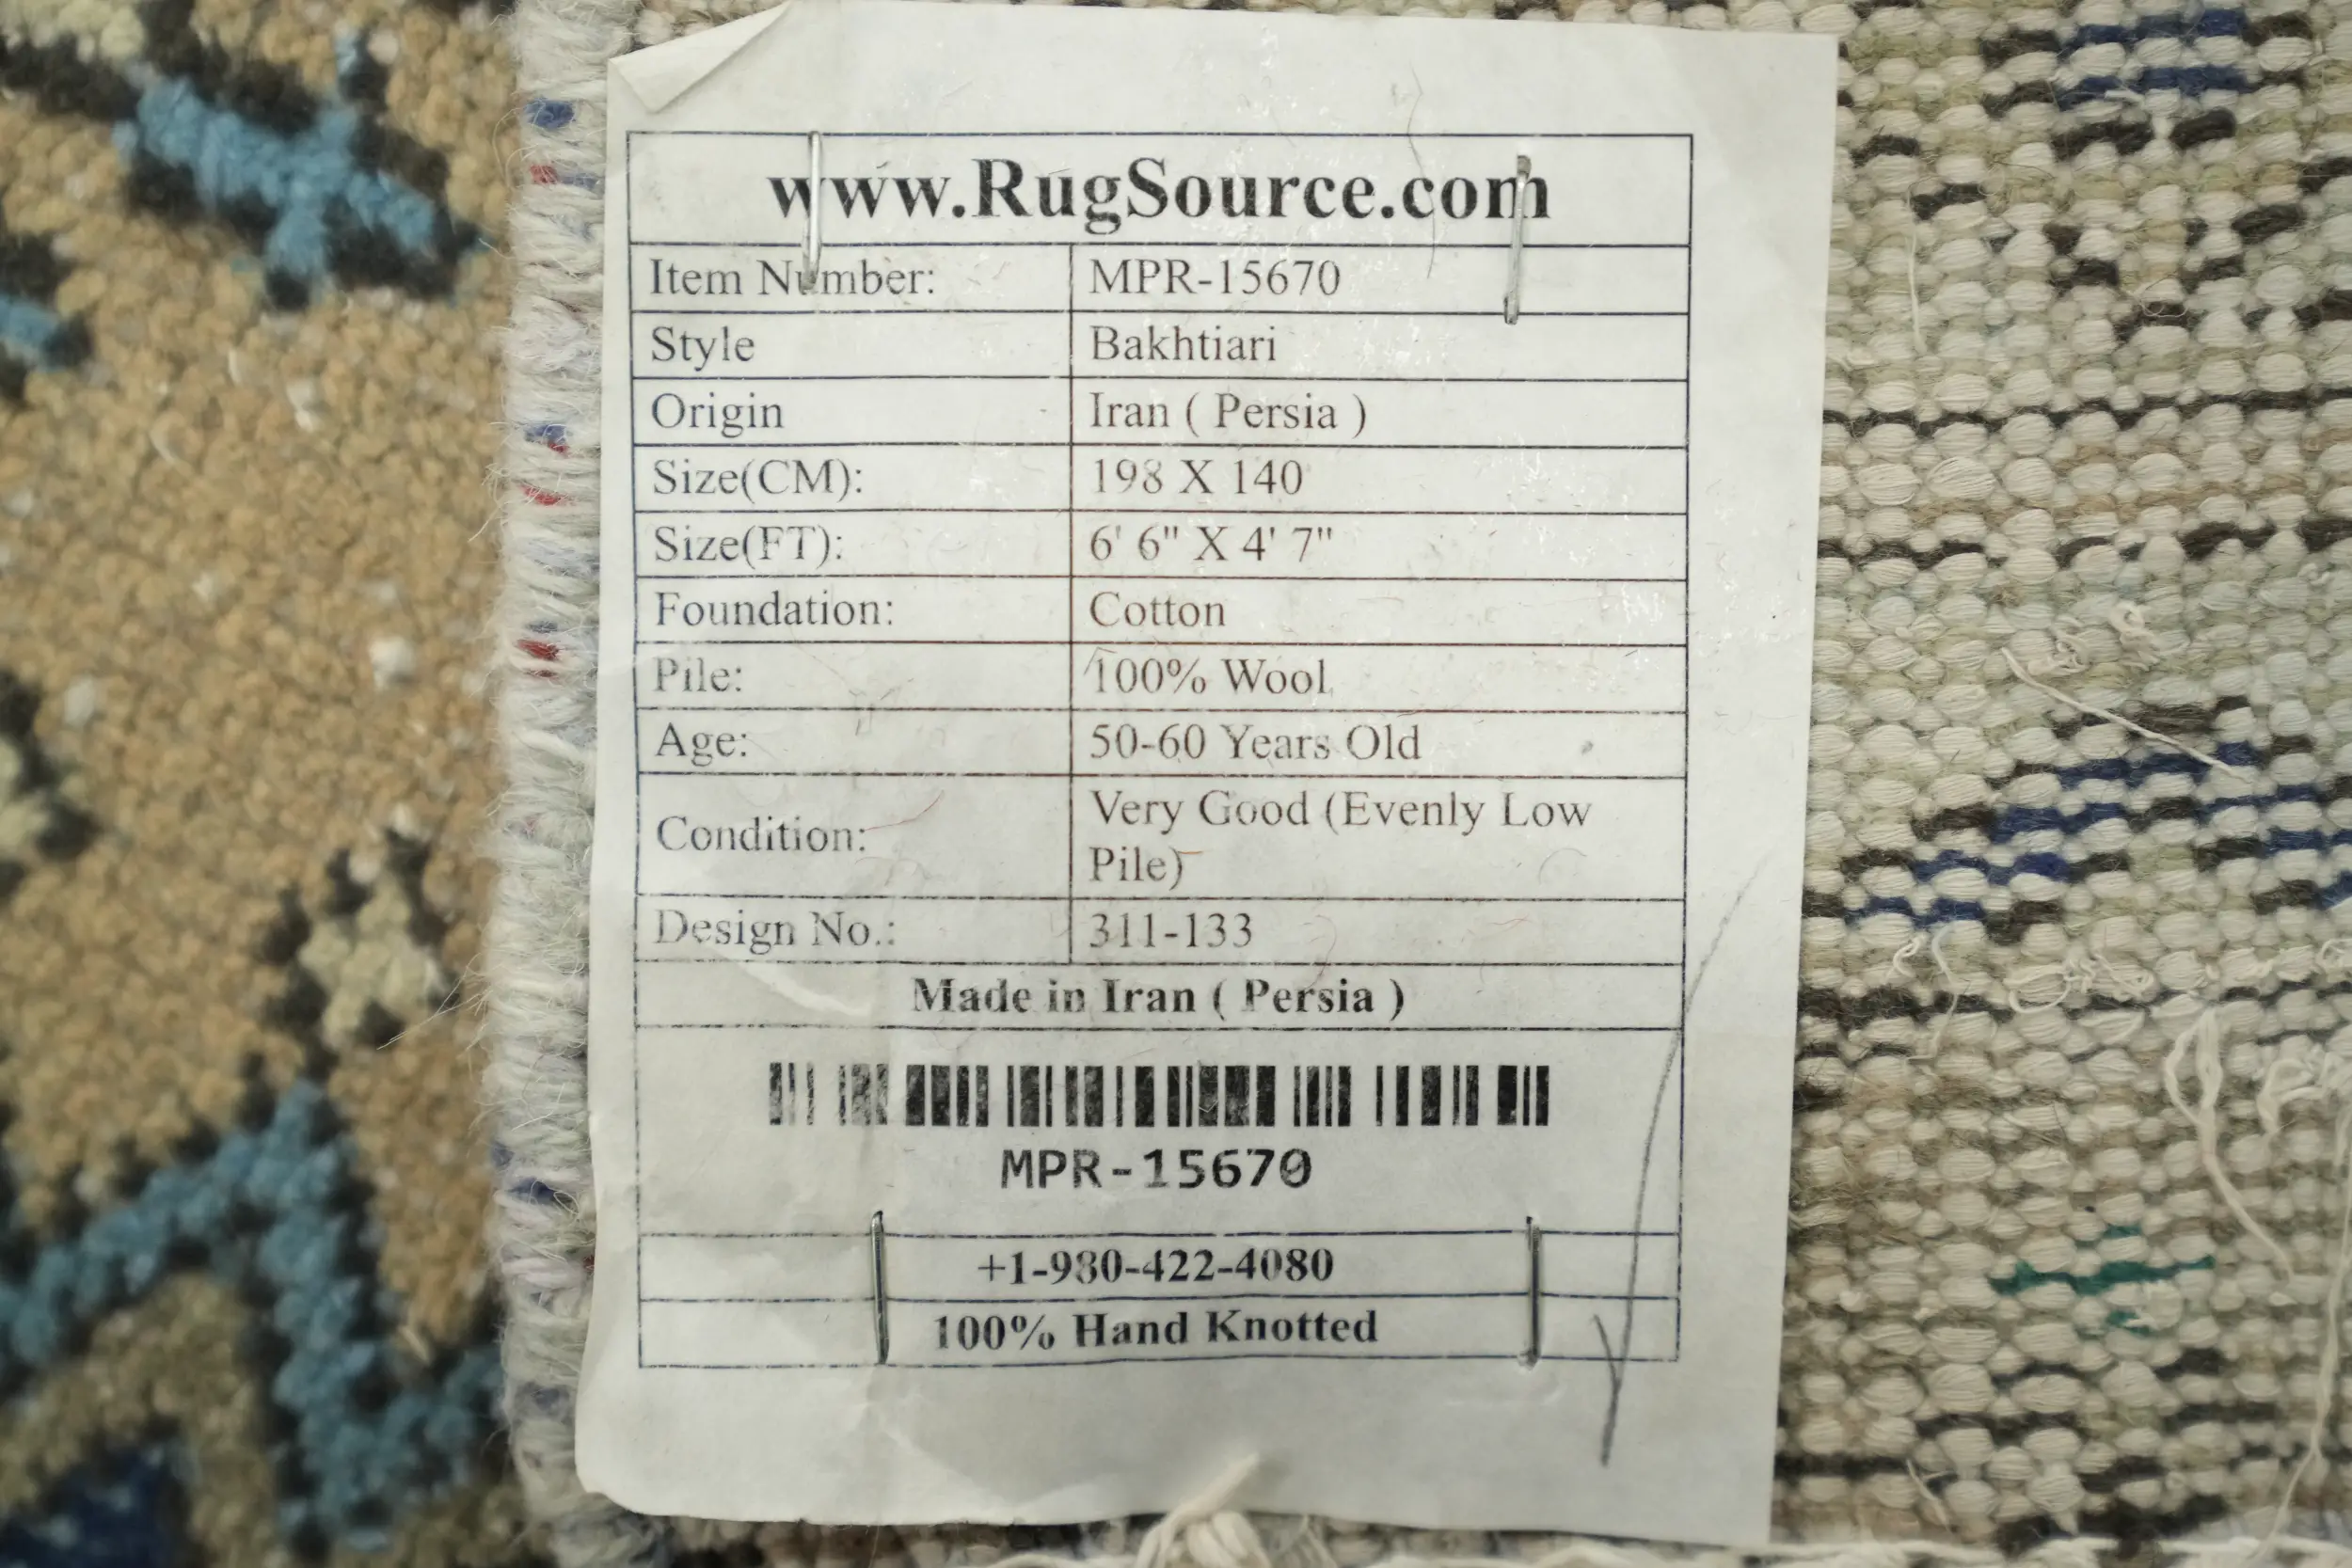 www.RugSource.com
Item Number: MPR-15670
Style Bakhtiari
Origin Iran ( Persia )
Size(CM): 198 X 140
Size(FT): 6' 6" X 4' 7"
Foundation: Cotton
Pile: 100% Wool
Age: 50-60 Years Old
Condition: Very Good (Evenly Low
Pile)
Design No.: 311-133
Made in Iran ( Persia )
MPR-15670
+1-980-422-4080
100% Hand Knotted